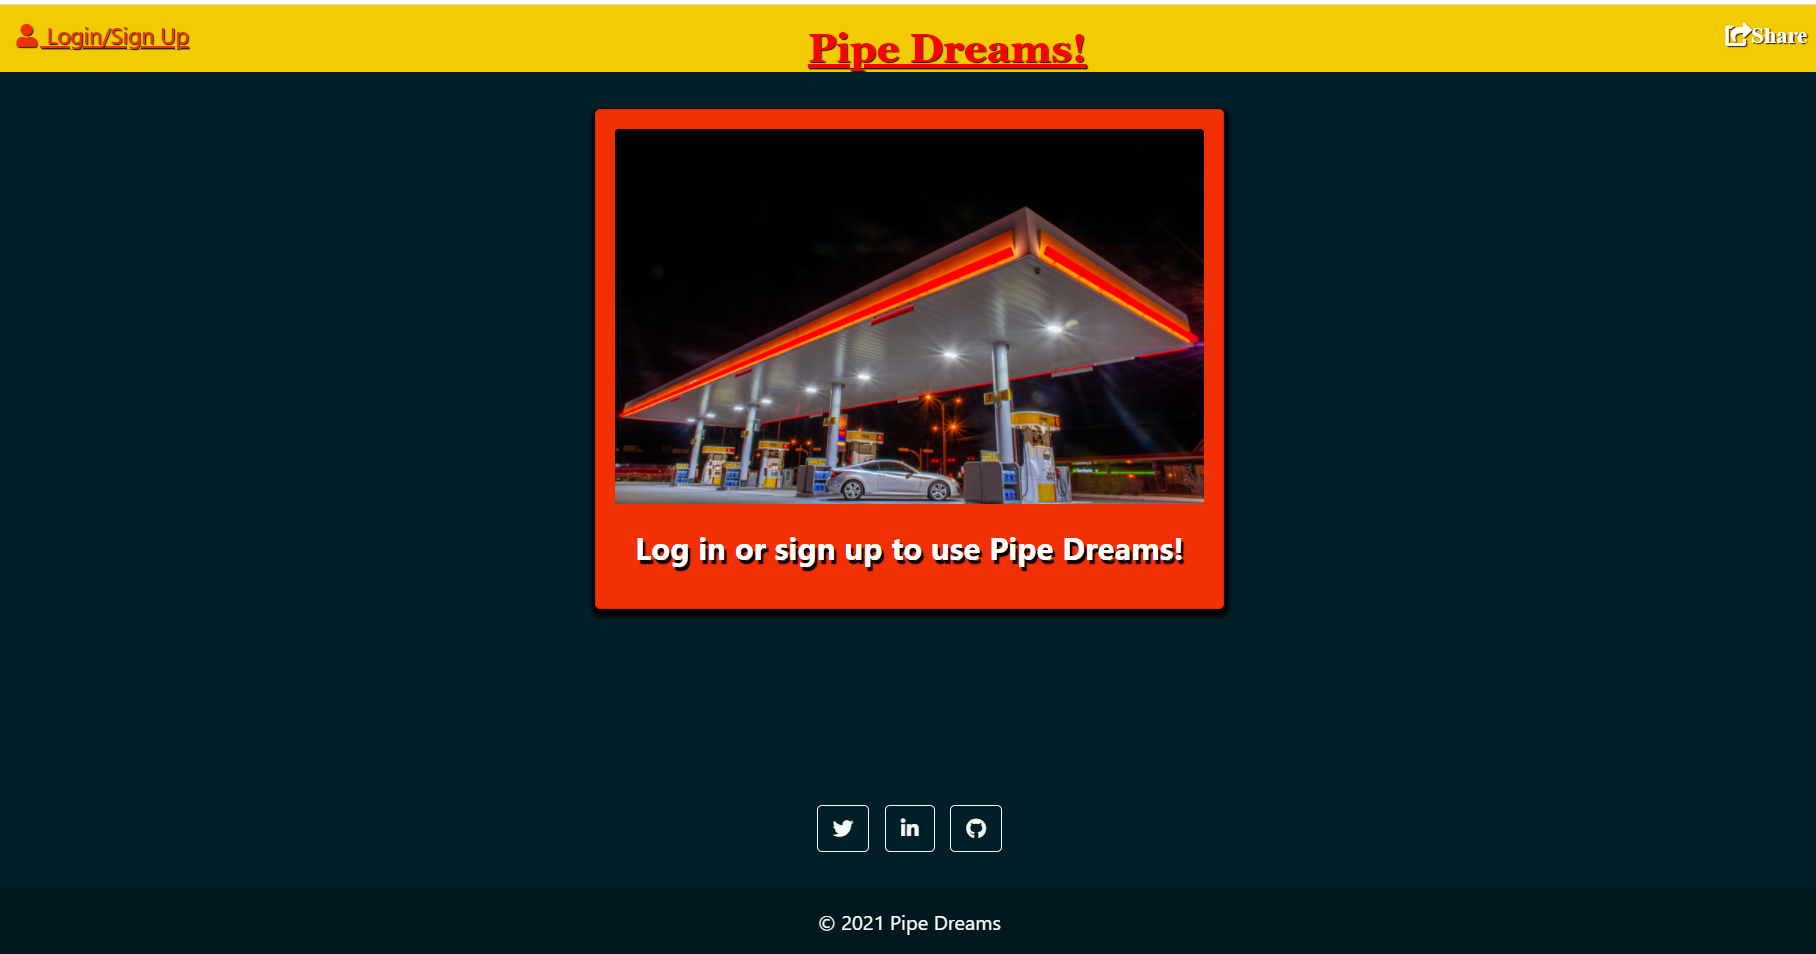 Login/Sign Up
Pipe Dreams!
Share
Log in or sign up to use Pipe Dreams!
in
© 2021 Pipe Dreams